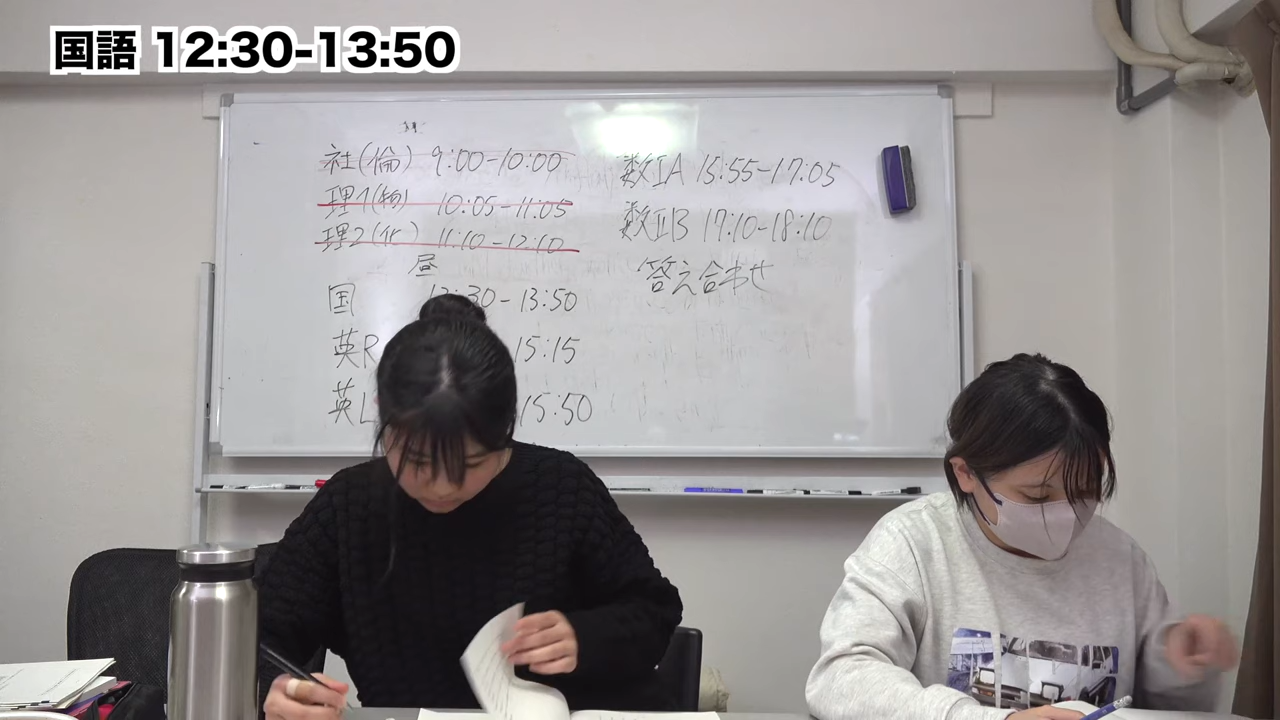 国語 12:30-13:50
社(倫) 9:00-10:00
理1(物) 10:05-11:05
理2(化) 11:10-12:10
昼
国 12:30-13:50
英R 15:15
英L 15:50
数IA 15:55-17:05
数ⅡB 17:10-18:10
答え合わせ